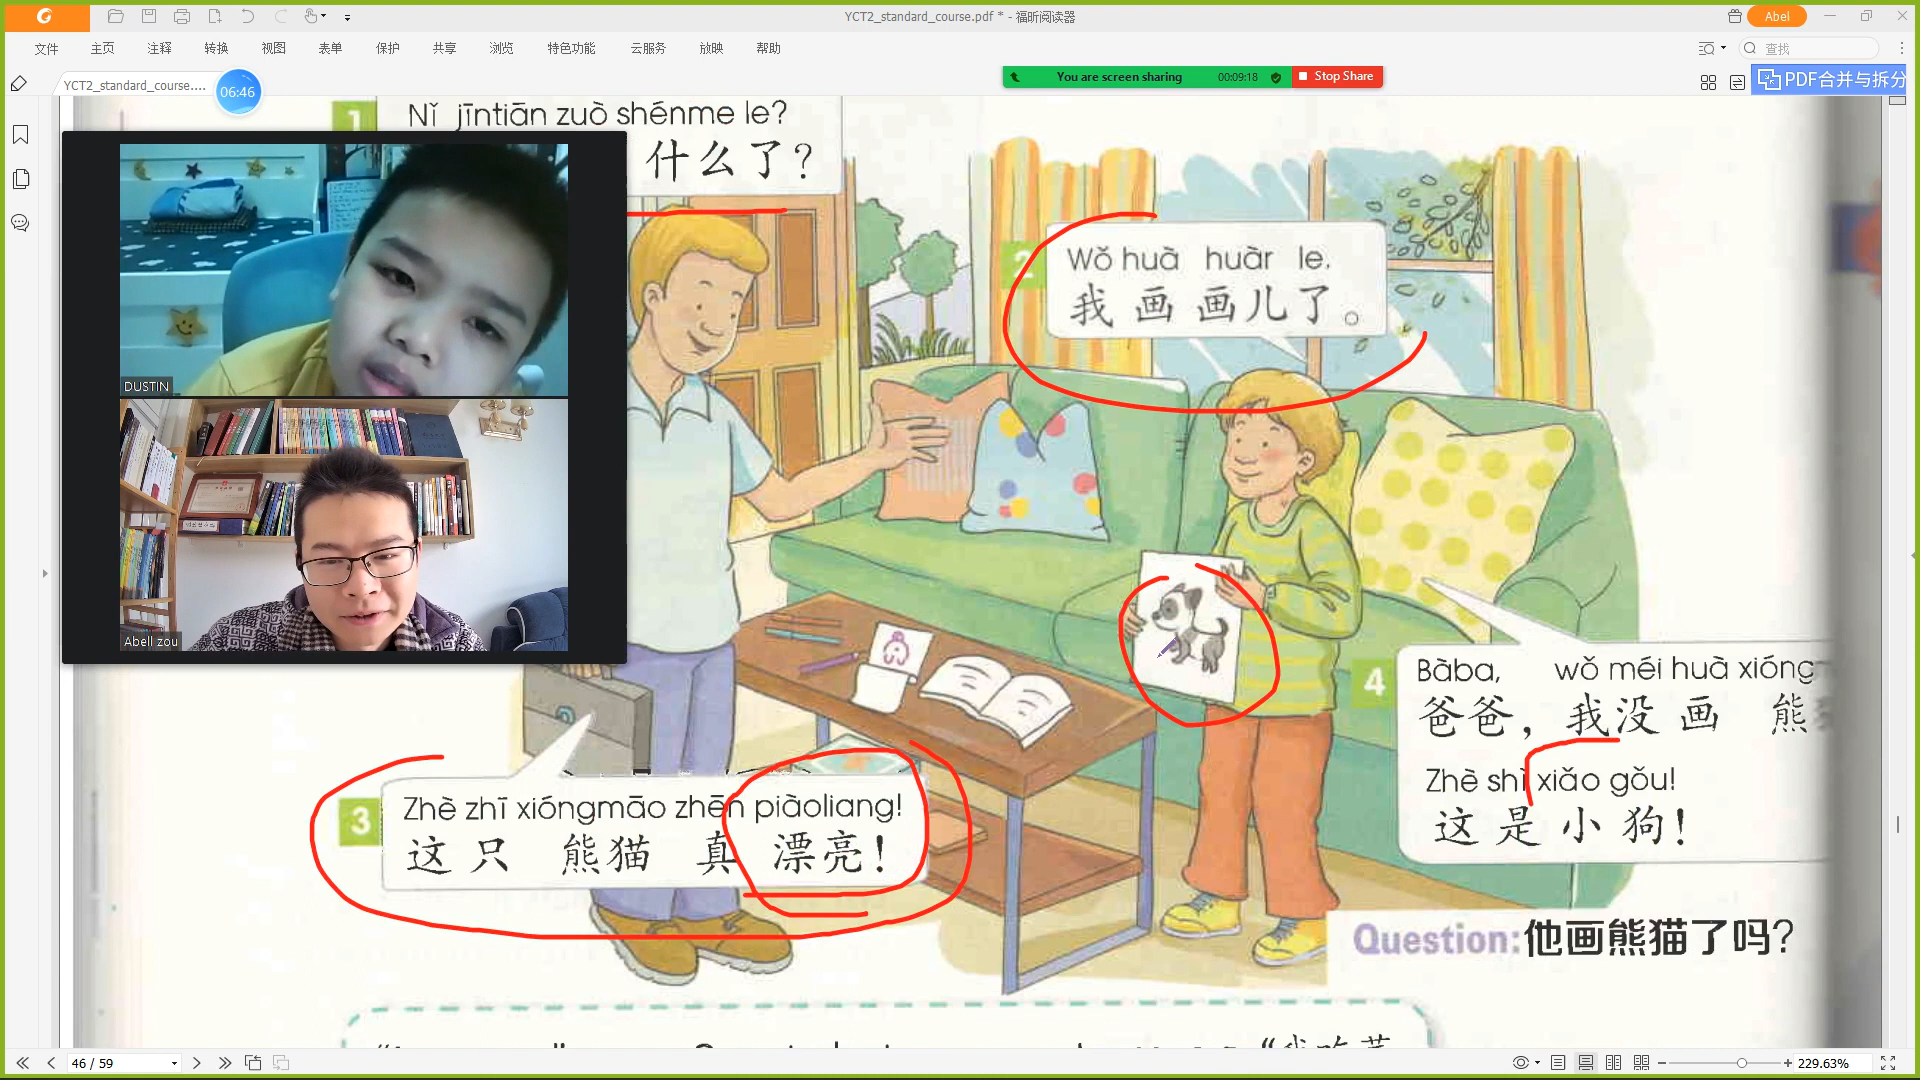 YCT2_standard_course.pdf * - 福昕阅读器
Abel
文件 主页 注释 转换 视图 表单 保护 共享 浏览 特色功能 云服务 放映 帮助
查找
You are screen sharing 00:09:18 Stop Share
YCT2_standard_course....
06:46
PDF合并与拆分
1
Nǐ jīntiān zuò shénme le?
什么了?
DUSTIN
Abell zou
2
Wǒ huà huàr le.
我 画 画儿了。
3
Zhè zhī xióngmāo zhēn piàoliang!
这 只 熊猫 真 漂亮!
4
Bàba, wǒ méi huà xióng
爸爸, 我没 画 熊
Zhè shì xiǎo gǒu!
这 是 小 狗!
Question:他画熊猫了吗?
46 / 59
229.63%